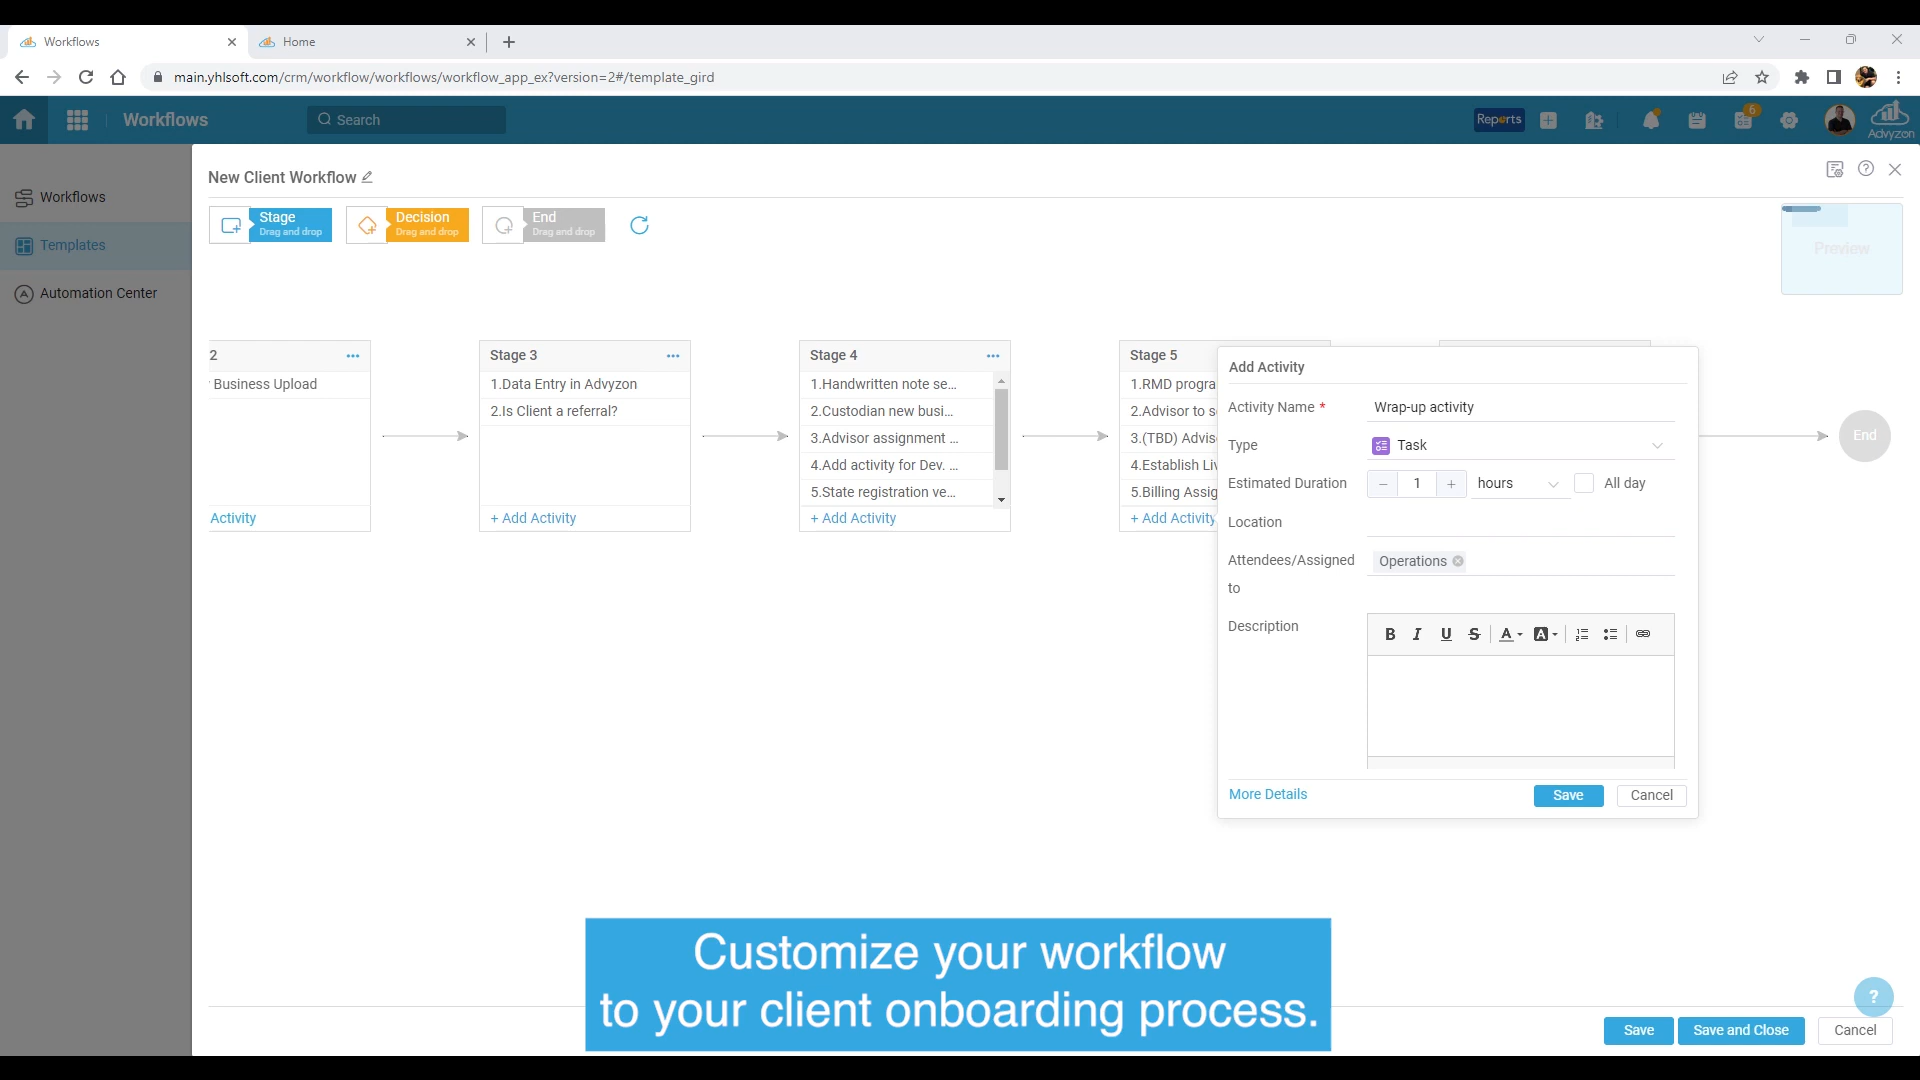 Workflows
Home
main.yhlsoft.com/crm/workflow/workflows/workflow_app_ex?version=2#/template_gird
Workflows
Search
Reports
6
Advyzon
Workflows
Templates
Automation Center
New Client Workflow
Stage
Drag and drop
Decision
Drag and drop
End
Drag and drop
Preview
2
Business Upload
Activity
Stage 3
1.Data Entry in Advyzon
2.Is Client a referral?
+ Add Activity
Stage 4
1.Handwritten note se...
2.Custodian new busi...
3.Advisor assignment ...
4.Add activity for Dev. ...
5.State registration ve...
+ Add Activity
Stage 5
1.RMD progra
2.Advisor to s
3.(TBD) Advis
4.Establish Liv
5.Billing Assig
+ Add Activity
End
Add Activity
Activity Name *
Wrap-up activity
Type
Task
Estimated Duration
− 1 + hours
All day
Location
Attendees/Assigned
to
Operations
Description
B I U S A A
More Details
Save
Cancel
Customize your workflow
to your client onboarding process.
?
Save
Save and Close
Cancel